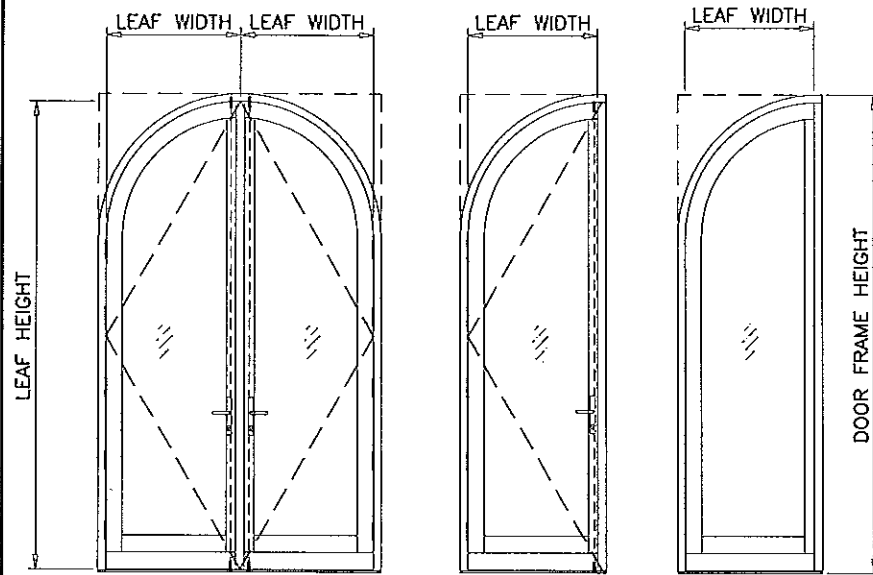 LEAF WIDTH LEAF WIDTH
LEAF WIDTH
LEAF WIDTH
LEAF HEIGHT
DOOR FRAME HEIGHT